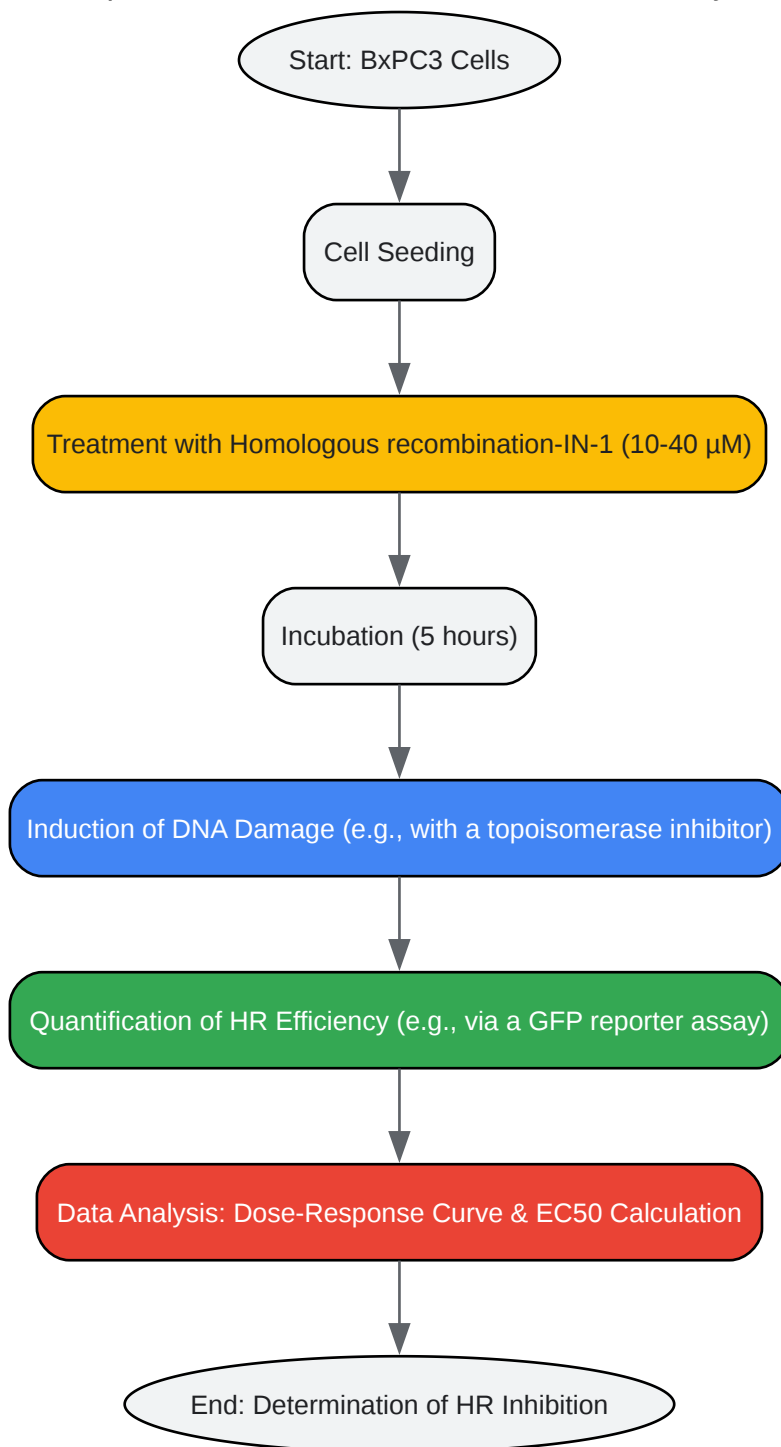 Start: BxPC3 Cells
Cell Seeding
Treatment with Homologous recombination-IN-1 (10-40 µM)
Incubation (5 hours)
Induction of DNA Damage (e.g., with a topoisomerase inhibitor)
Quantification of HR Efficiency (e.g., via a GFP reporter assay)
Data Analysis: Dose-Response Curve & EC50 Calculation
End: Determination of HR Inhibition